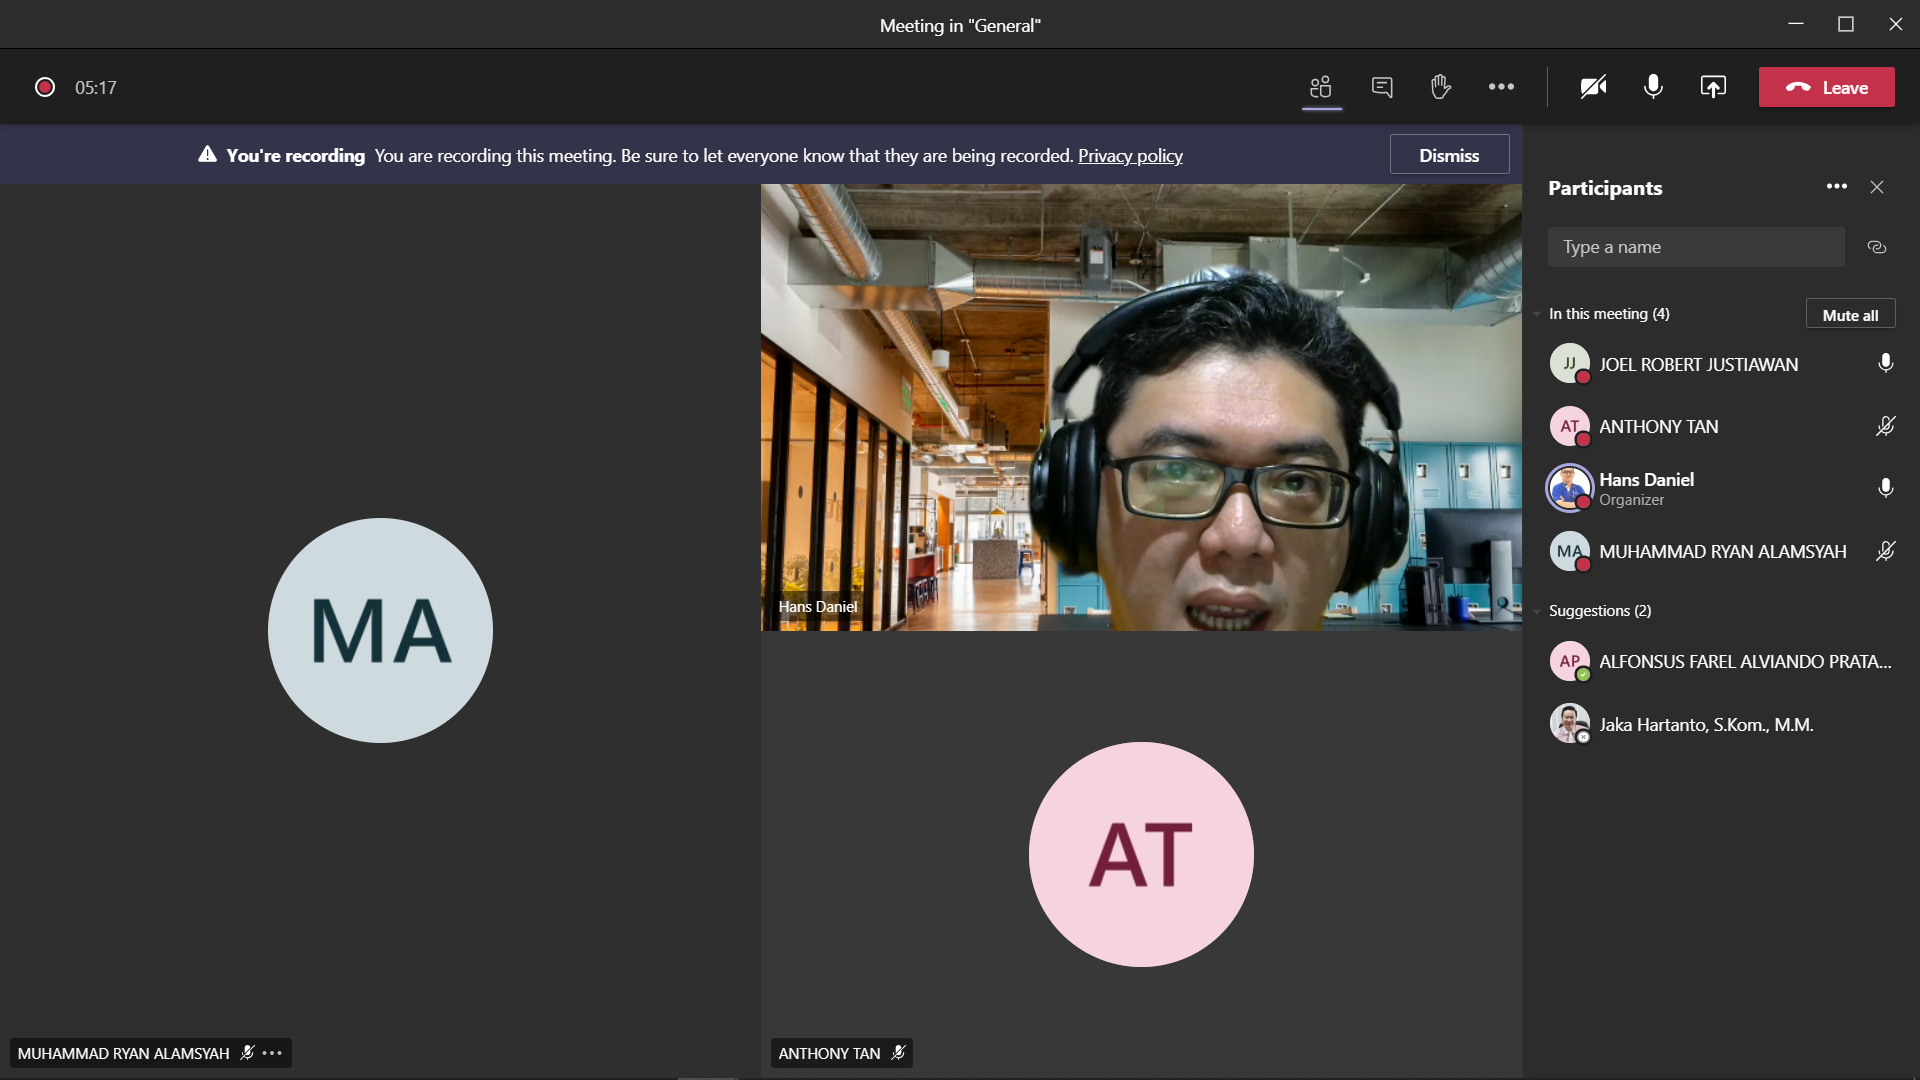 Meeting in "General"
05:17
Leave
You're recording You are recording this meeting. Be sure to let everyone know that they are being recorded. Privacy policy
Dismiss
MA
MUHAMMAD RYAN ALAMSYAH
Hans Daniel
AT
ANTHONY TAN
Participants
Type a name
In this meeting (4)
Mute all
JJ JOEL ROBERT JUSTIAWAN
AT ANTHONY TAN
Hans Daniel
Organizer
MA MUHAMMAD RYAN ALAMSYAH
Suggestions (2)
AP ALFONSUS FAREL ALVIANDO PRATA...
Jaka Hartanto, S.Kom., M.M.